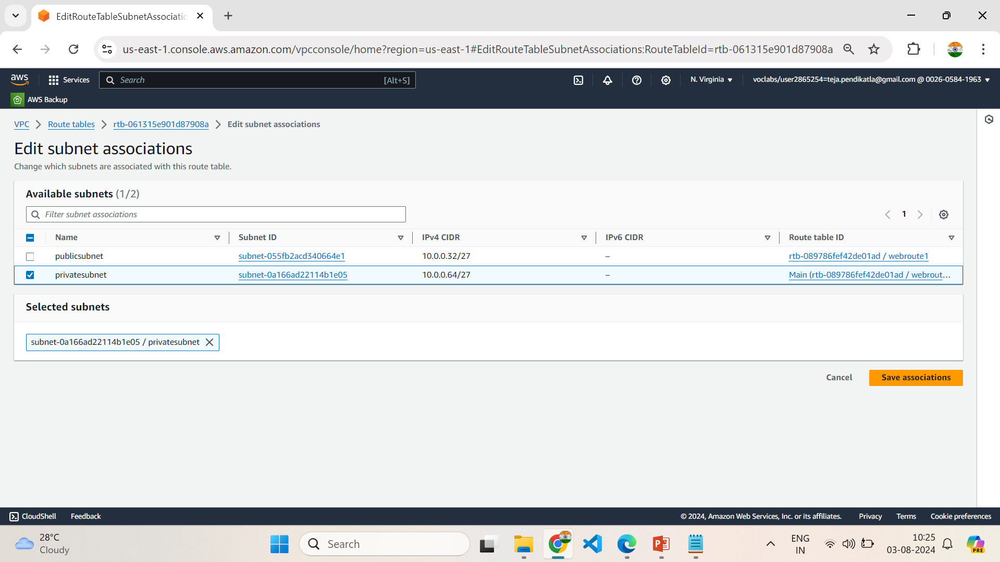 EditRouteTableSubnetAssociatio
us-east-1.console.aws.amazon.com/vpcconsole/home?region=us-east-1#EditRouteTableSubnetAssociations:RouteTableId=rtb-061315e901d87908a
aws Services Search [Alt+S] N. Virginia voclabs/user2865254=teja.pendikatla@gmail.com @ 0026-0584-1963
AWS Backup
VPC Route tables rtb-061315e901d87908a Edit subnet associations
Edit subnet associations
Change which subnets are associated with this route table.
Available subnets (1/2)
Filter subnet associations 1
Name Subnet ID IPv4 CIDR IPv6 CIDR Route table ID
publicsubnet subnet-055fb2acd340664e1 10.0.0.32/27 – rtb-089786fef42de01ad / webroute1
privatesubnet subnet-0a166ad22114b1e05 10.0.0.64/27 – Main (rtb-089786fef42de01ad / webrout...
Selected subnets
subnet-0a166ad22114b1e05 / privatesubnet
Cancel Save associations
CloudShell Feedback © 2024, Amazon Web Services, Inc. or its affiliates. Privacy Terms Cookie preferences
28°C
Cloudy
Search
ENG
IN
10:25
03-08-2024
PRE